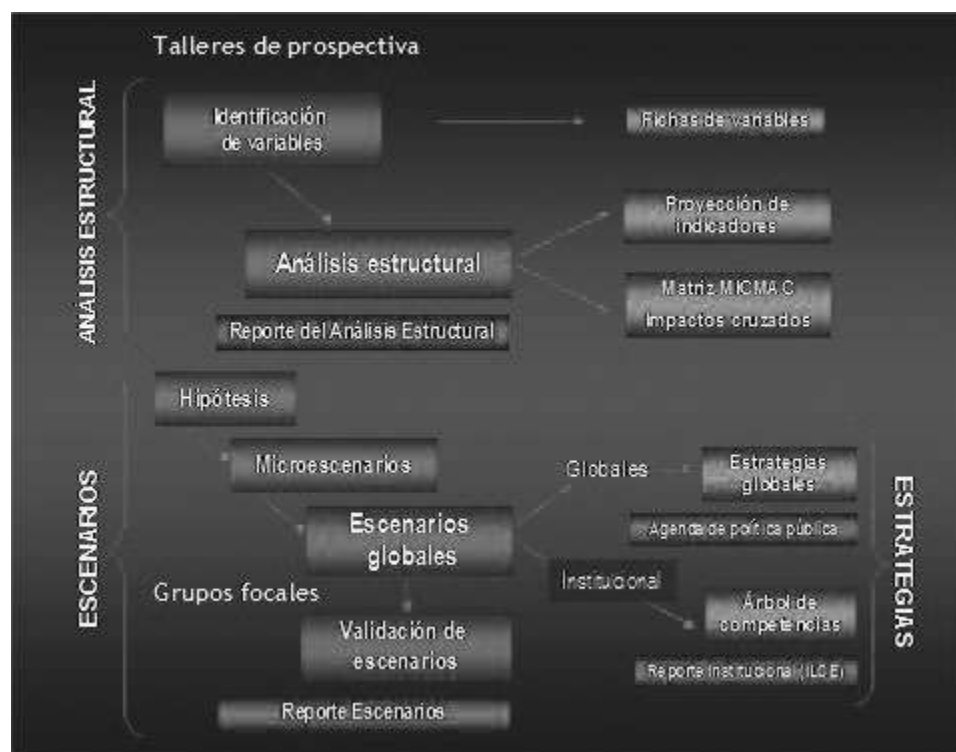 Talleres de prospectiva
ANÁLISIS ESTRUCTURAL
Identificación
de variables
Fichas de variables
Proyección de
indicadores
Análisis estructural
Matriz MICMAC
Impactos cruzados
Reporte del Análisis Estructural
ESCENARIOS
Hipótesis
Microescenarios
Globales
Estrategias
globales
Escenarios
globales
Agenda de política pública
Institucional
ESTRATEGIAS
Grupos focales
Árbol de
competencias
Validación de
escenarios
Reporte Institucional (ILCE)
Reporte Escenarios